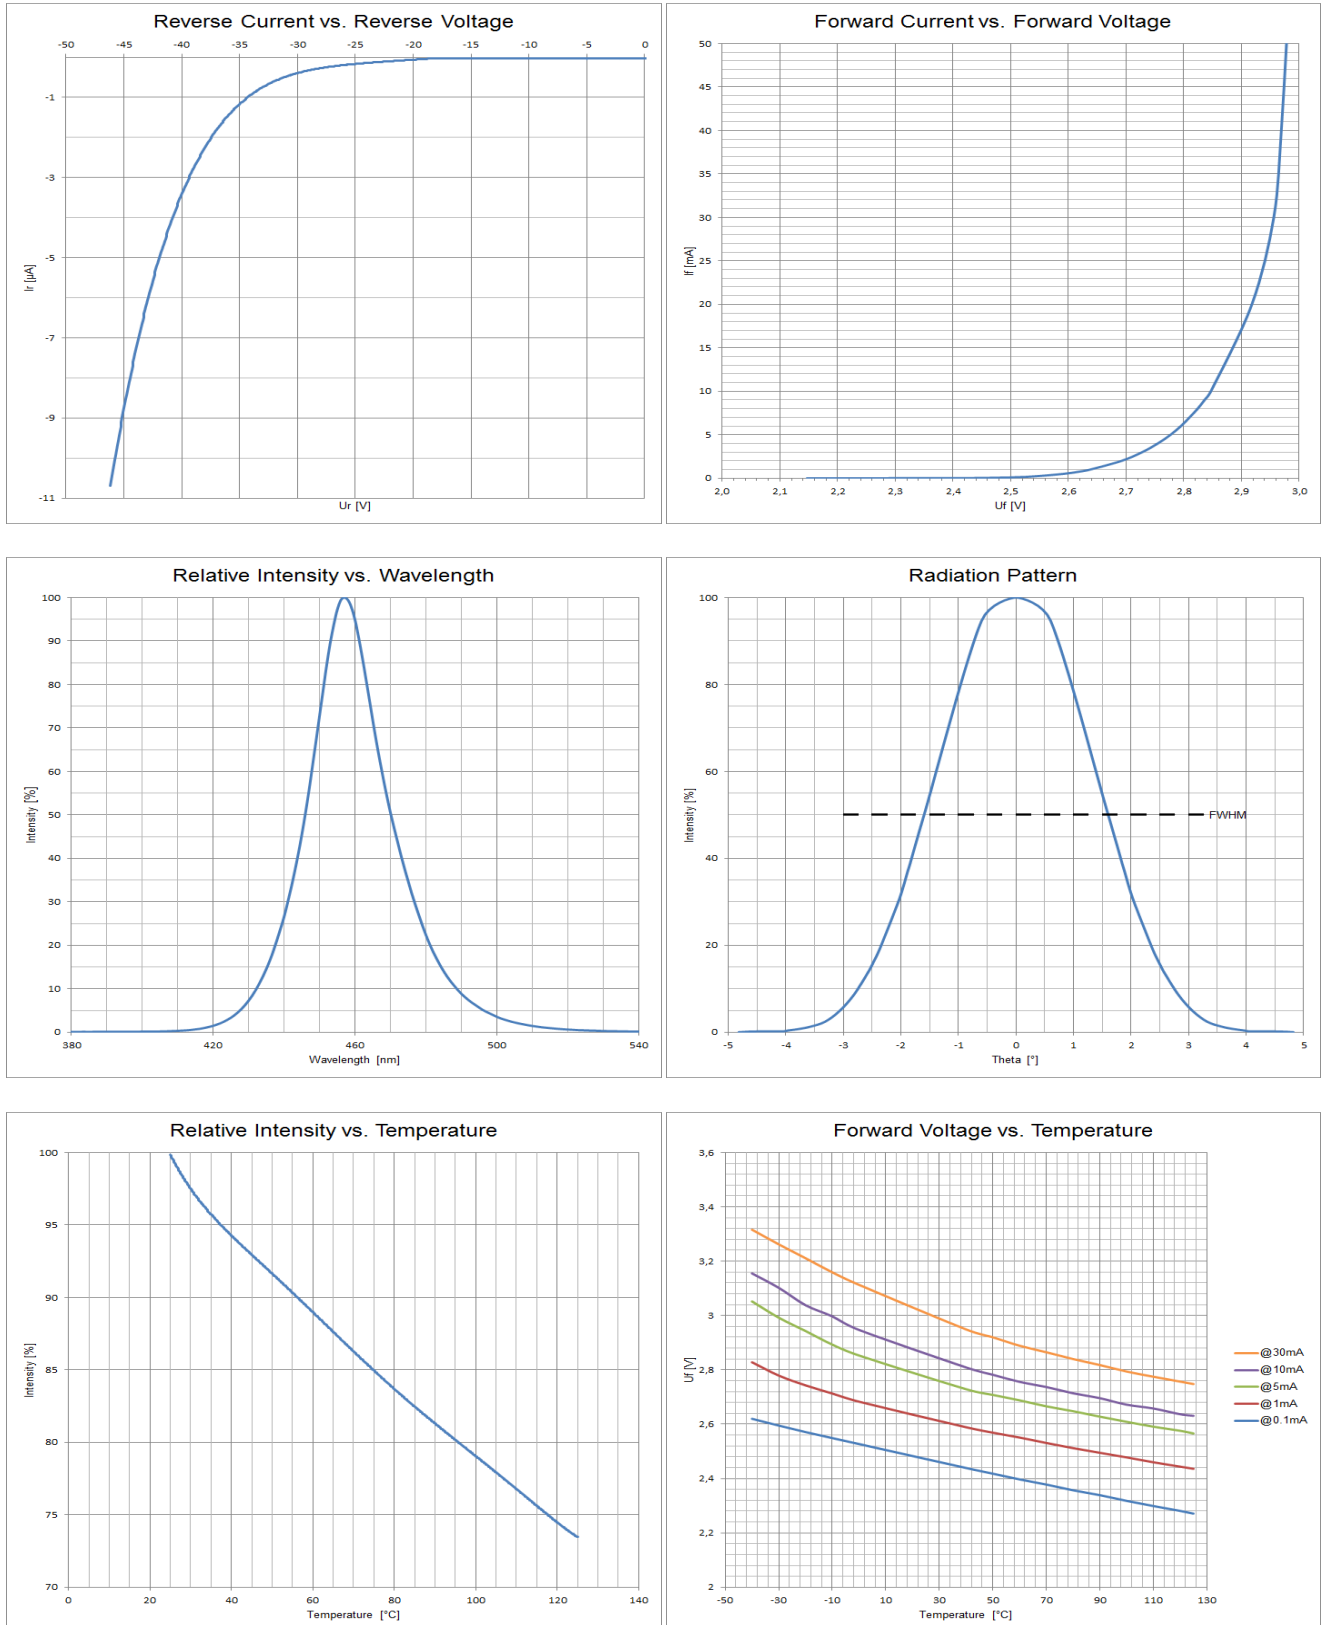 Reverse Current vs. Reverse Voltage
-50 -45 -40 -35 -30 -25 -20 -15 -10 -5 0
-1
-3
-5
-7
-9
-11
Ir [µA]
Ur [V]
Forward Current vs. Forward Voltage
50
45
40
35
30
25
20
15
10
5
0
If [mA]
2,0 2,1 2,2 2,3 2,4 2,5 2,6 2,7 2,8 2,9 3,0
Uf [V]
Relative Intensity vs. Wavelength
100
90
80
70
60
50
40
30
20
10
0
Intensity [%]
380 420 460 500 540
Wavelength [nm]
Radiation Pattern
100
80
60
40
20
0
Intensity [%]
FWHM
-5 -4 -3 -2 -1 0 1 2 3 4 5
Theta [°]
Relative Intensity vs. Temperature
100
95
90
85
80
75
70
Intensity [%]
0 20 40 60 80 100 120 140
Temperature [°C]
Forward Voltage vs. Temperature
3,6
3,4
3,2
3
2,8
2,6
2,4
2,2
2
Uf [V]
-50 -30 -10 10 30 50 70 90 110 130
Temperature [°C]
@30mA
@10mA
@5mA
@1mA
@0.1mA